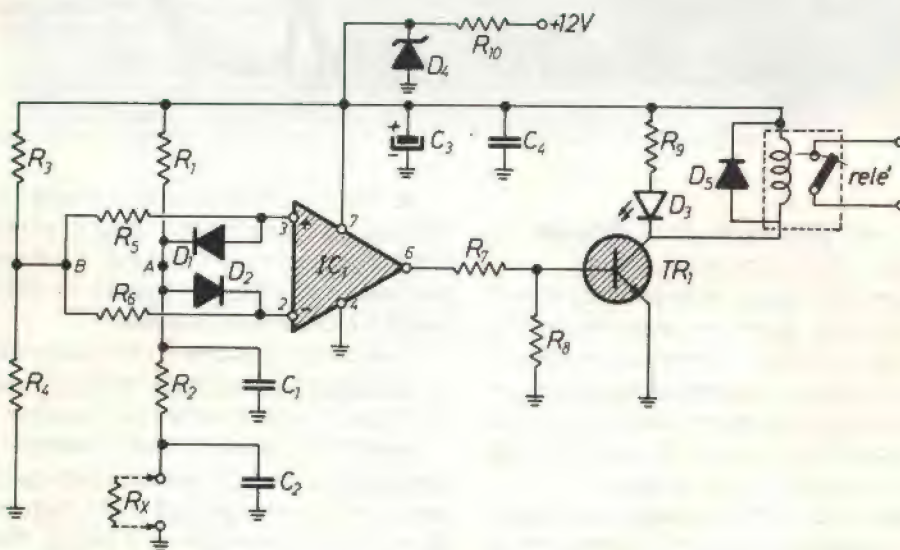 +12V
R10
D4
R3
R1
+
-
C3
C4
R9
D5
relé
R5
3
+
7
D3
D1
B
A
IC1
6
R7
TR1
D2
R6
2
-
4
R8
R4
R2
C1
C2
RX